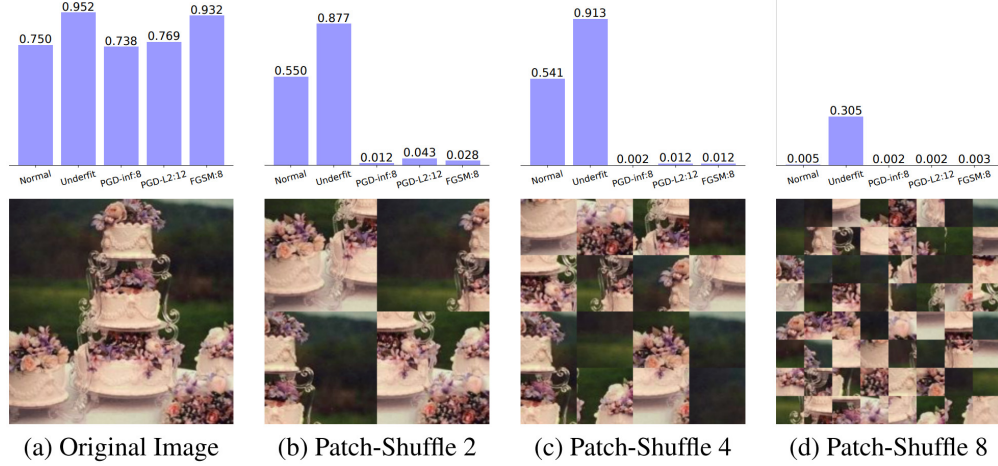 0.750 0.952 0.738 0.769 0.932
Normal Underfit PGD-inf:8 PGD-L2:12 FGSM:8
0.550 0.877 0.012 0.043 0.028
Normal Underfit PGD-inf:8 PGD-L2:12 FGSM:8
0.541 0.913 0.002 0.012 0.012
Normal Underfit PGD-inf:8 PGD-L2:12 FGSM:8
0.005 0.305 0.002 0.002 0.003
Normal Underfit PGD-inf:8 PGD-L2:12 FGSM:8
(a) Original Image
(b) Patch-Shuffle 2
(c) Patch-Shuffle 4
(d) Patch-Shuffle 8